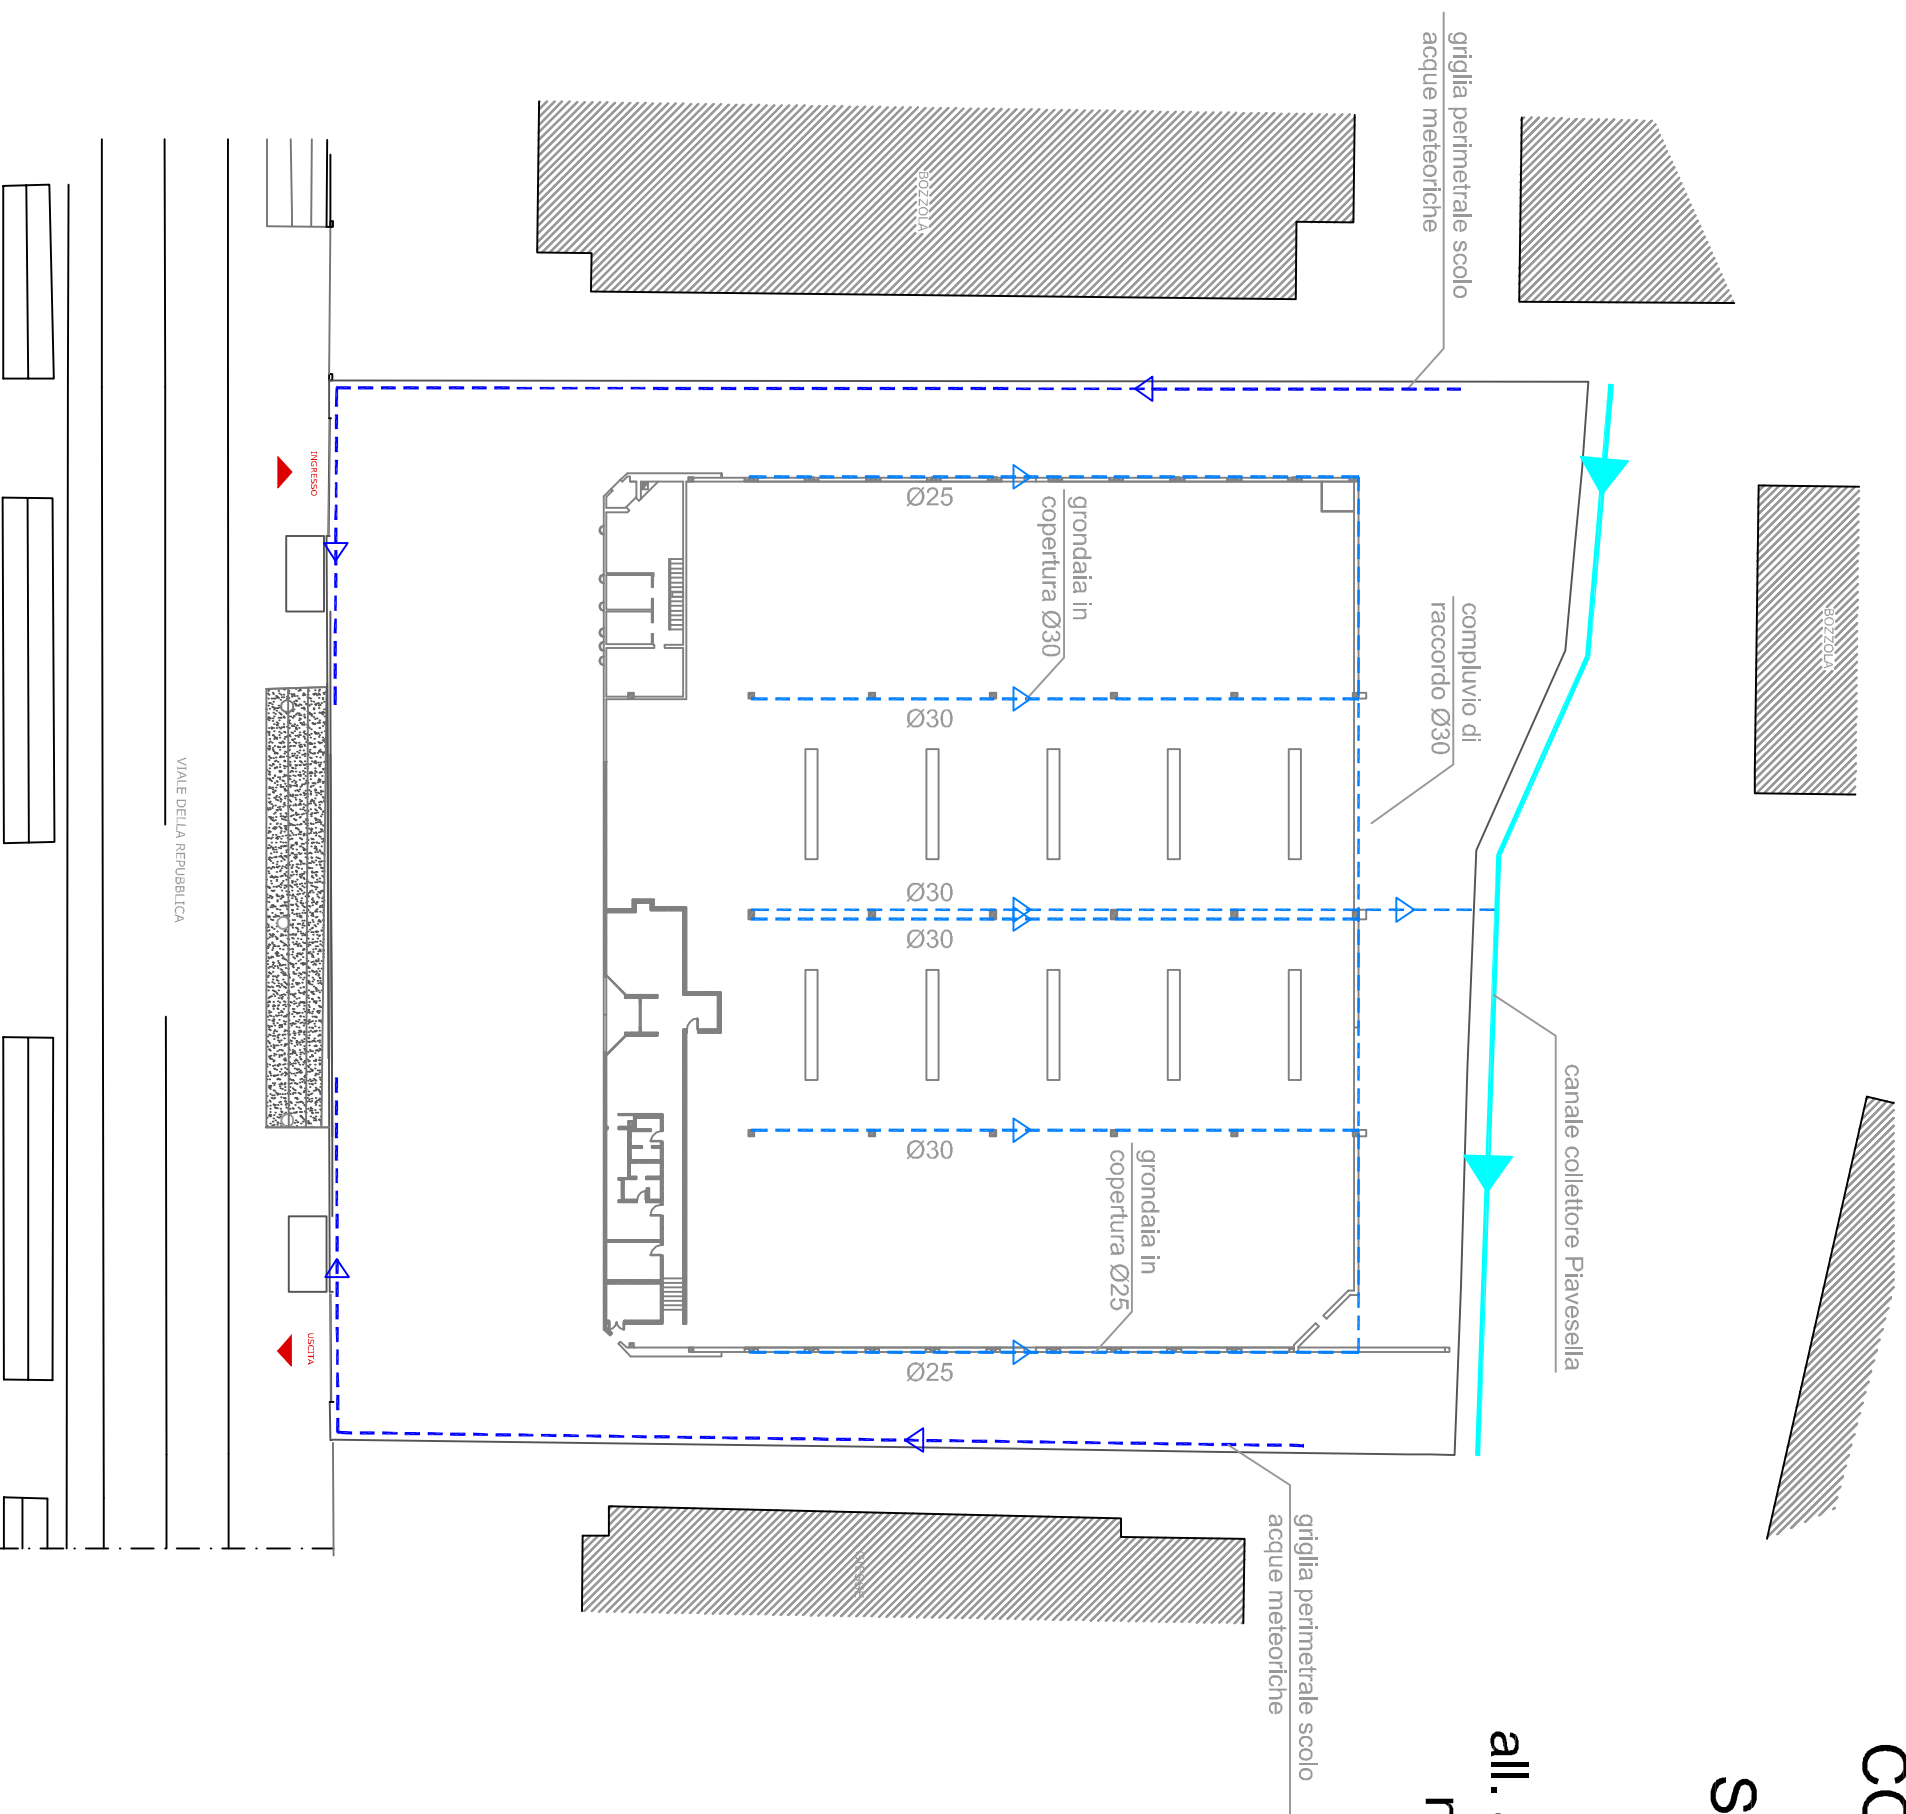 griglia perimetrale scolo
acque meteoriche
BOZZOLA
INGRESSO
Ø25
grondaia in
copertura Ø30
compluvio di
raccordo Ø30
BOZZOLA
Ø30
VIALE DELLA REPUBBLICA
Ø30
Ø30
canale collettore Piavesella
Ø30
grondaia in
copertura Ø25
USCITA
Ø25
griglia perimetrale scolo
acque meteoriche
all.